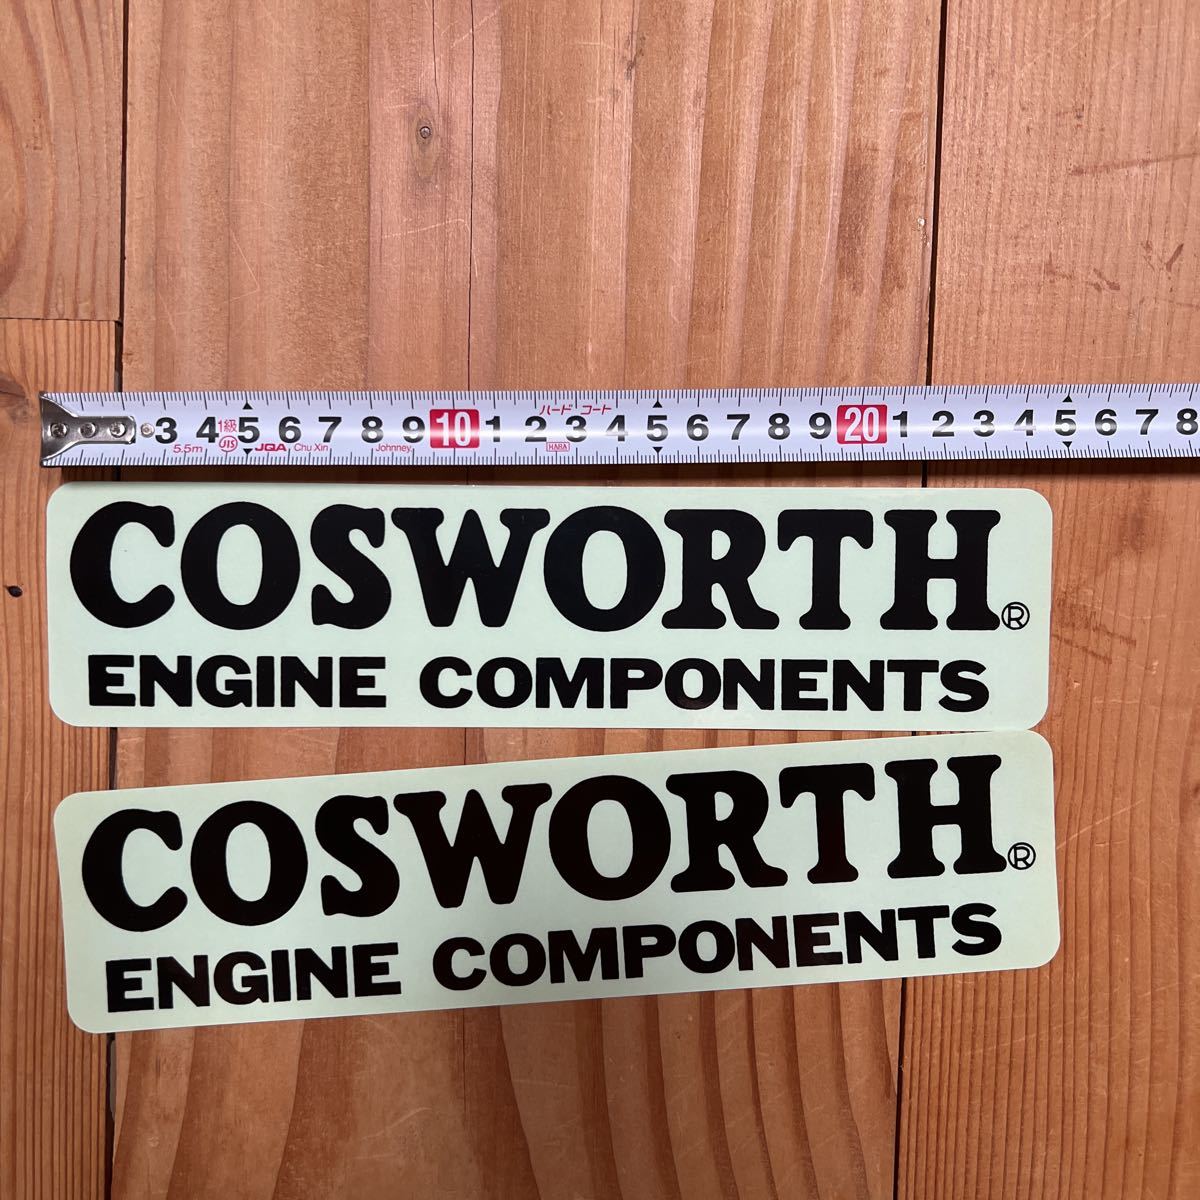 ハード コート
3 4 5 6 7 8 9 10 1 2 3 4 5 6 7 8 9 20 1 2 3 4 5 6 7 8
5.5m 1級 JIS JQA Chu Xin Johnney HARA
COSWORTH®
ENGINE COMPONENTS
COSWORTH®
ENGINE COMPONENTS